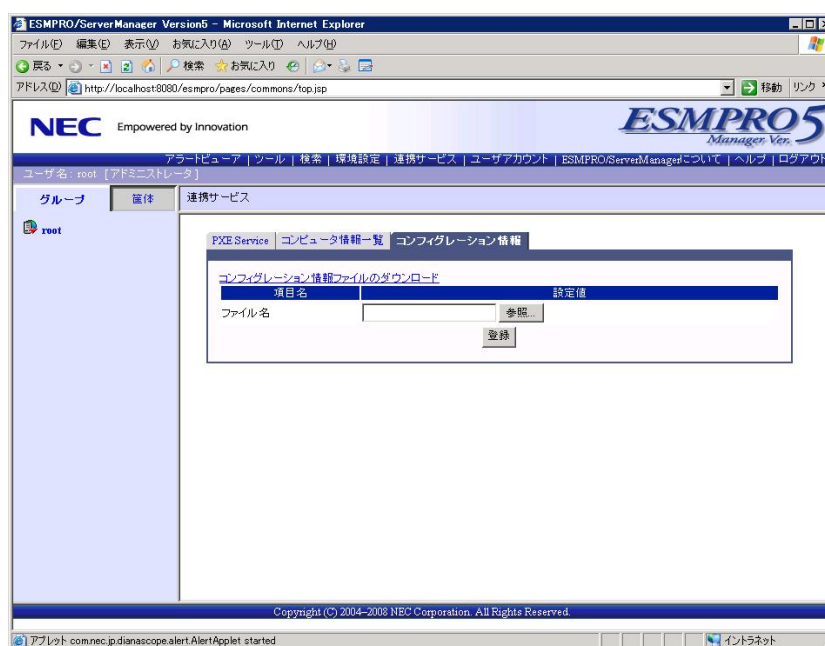 ESMPRO/ServerManager Version5 - Microsoft Internet Explorer
ファイル(F) 編集(E) 表示(V) お気に入り(A) ツール(T) ヘルプ(H)
戻る 検索 お気に入り
アドレス(D) http://localhost:8080/esmpro/pages/commons/top.jsp 移動 リンク
NEC Empowered by Innovation
ESMPRO5
Manager Ver.
アラートビューア | ツール | 検索 | 環境設定 | 連携サービス | ユーザアカウント | ESMPRO/ServerManagerについて | ヘルプ | ログアウト
ユーザ名: root [アドミニストレータ]
グループ 筐体 連携サービス
root
PXE Service コンピュータ情報一覧 コンフィグレーション情報
コンフィグレーション情報ファイルのダウンロード
項目名 設定値
ファイル名 参照...
登録
Copyright (C) 2004-2008 NEC Corporation. All Rights Reserved.
アプレット com.nec.jp.dianascope.alert.AlertApplet started イントラネット